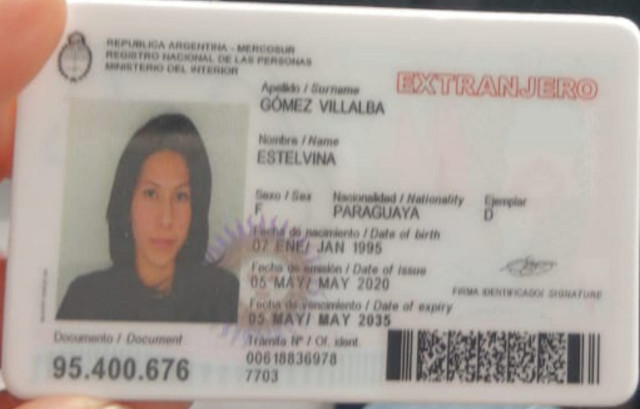 REPUBLICA ARGENTINA - MERCOSUR
REGISTRO NACIONAL DE LAS PERSONAS
MINISTERIO DEL INTERIOR
EXTRANJERO
Apellido / Surname
GÓMEZ VILLALBA
Nombre / Name
ESTELVINA
Sexo / Sex Nacionalidad / Nationality Ejemplar
F PARAGUAYA D
Fecha de nacimiento / Date of birth
07 ENE/ JAN 1995
Fecha de emisión / Date of issue
05 MAY/ MAY 2020
FIRMA IDENTIFICADO/ SIGNATURE
Fecha de vencimiento / Date of expiry
05 MAY/ MAY 2035
Documento / Document Trámite Nº / Of. ident.
95.400.676 00618836978
7703